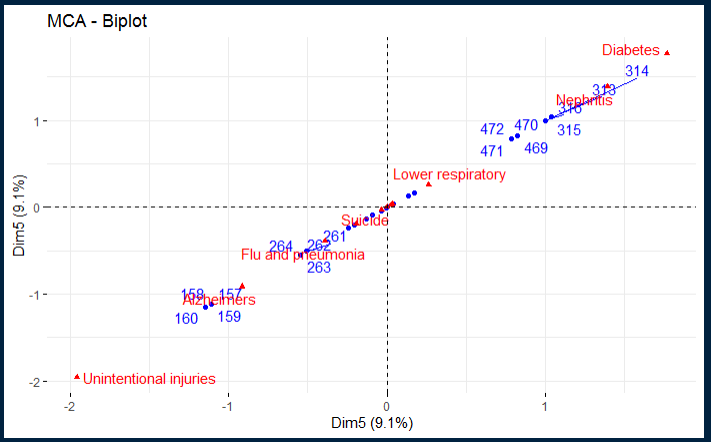 MCA - Biplot
Diabetes
314
313
Nephritis
316
315
472
470
471
469
Lower respiratory
Suicide
261
264
262
Flu and pneumonia
263
158
157
Alzheimers
160
159
Unintentional injuries
1
0
-1
-2
Dim5 (9.1%)
-2
-1
0
1
Dim5 (9.1%)